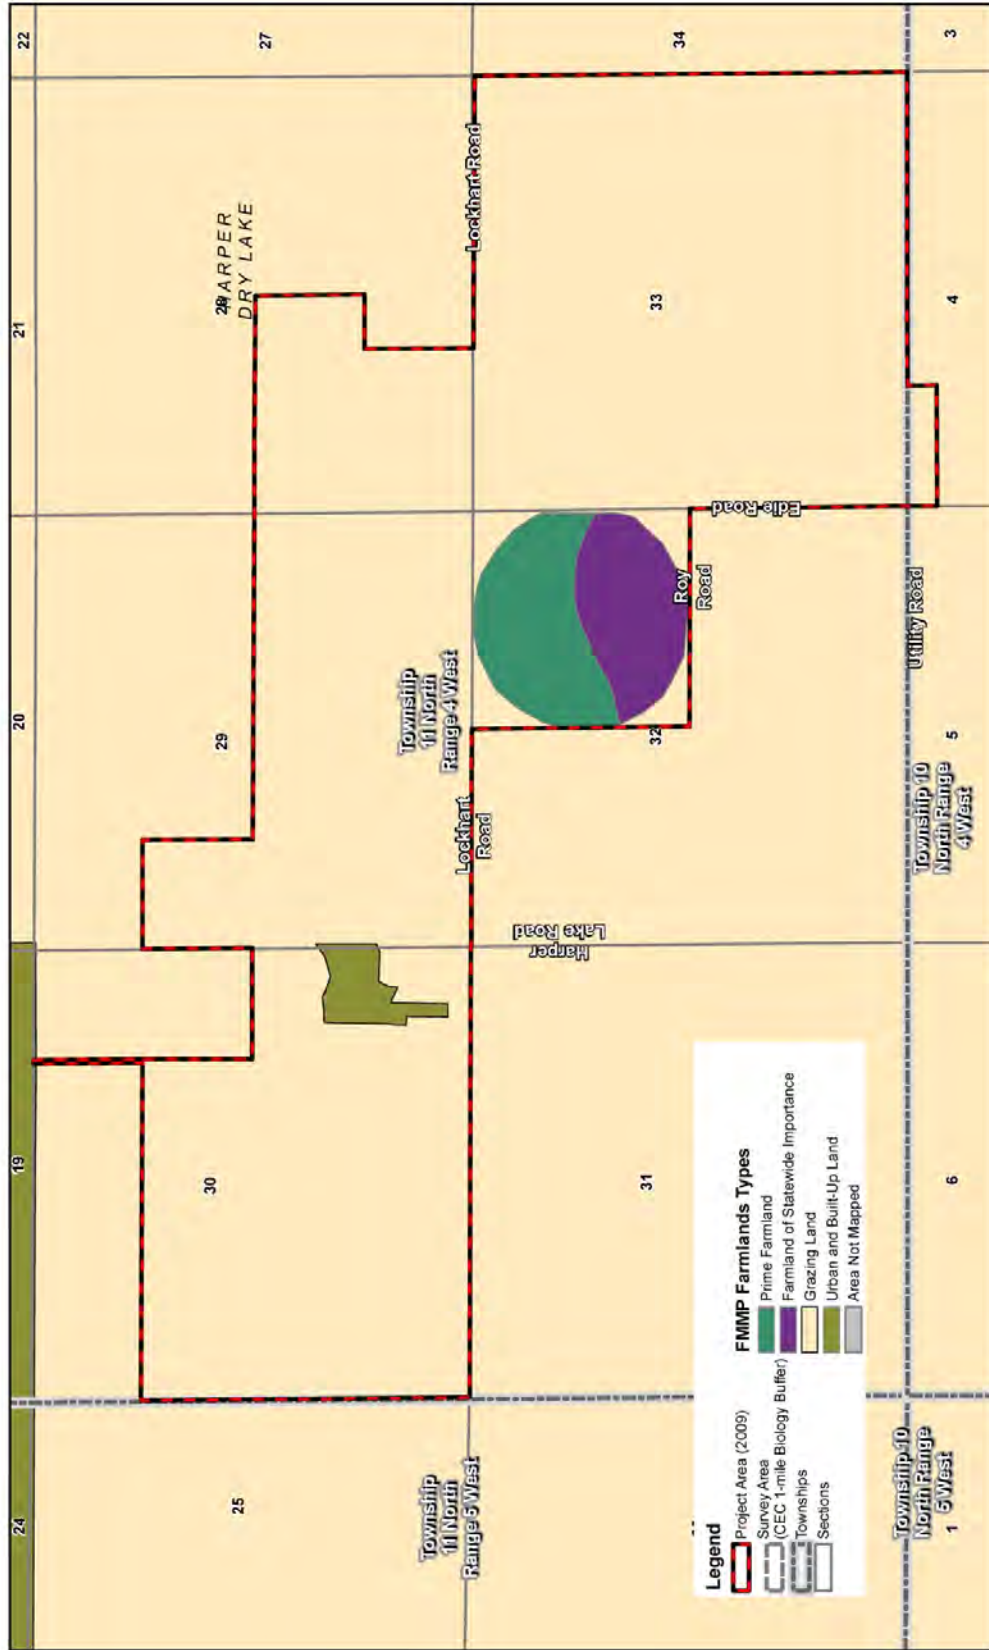 24
19
20
21
22
25
30
29
28
27
HARPER
DRY LAKE
Township
11 North
Range 5 West
Township
11 North
Range 4 West
Lockhart
Road
Lockhart Road
Harper
Lake Road
31
32
33
34
Roy
Road
Edie Road
Utility Road
Township 10
North Range
5 West
Township 10
North Range
4 West
1
6
5
4
3
Legend
Project Area (2009)
Survey Area
(CEC 1-mile Biology Buffer)
Townships
Sections
FMMP Farmlands Types
Prime Farmland
Farmland of Statewide Importance
Grazing Land
Urban and Built-Up Land
Area Not Mapped